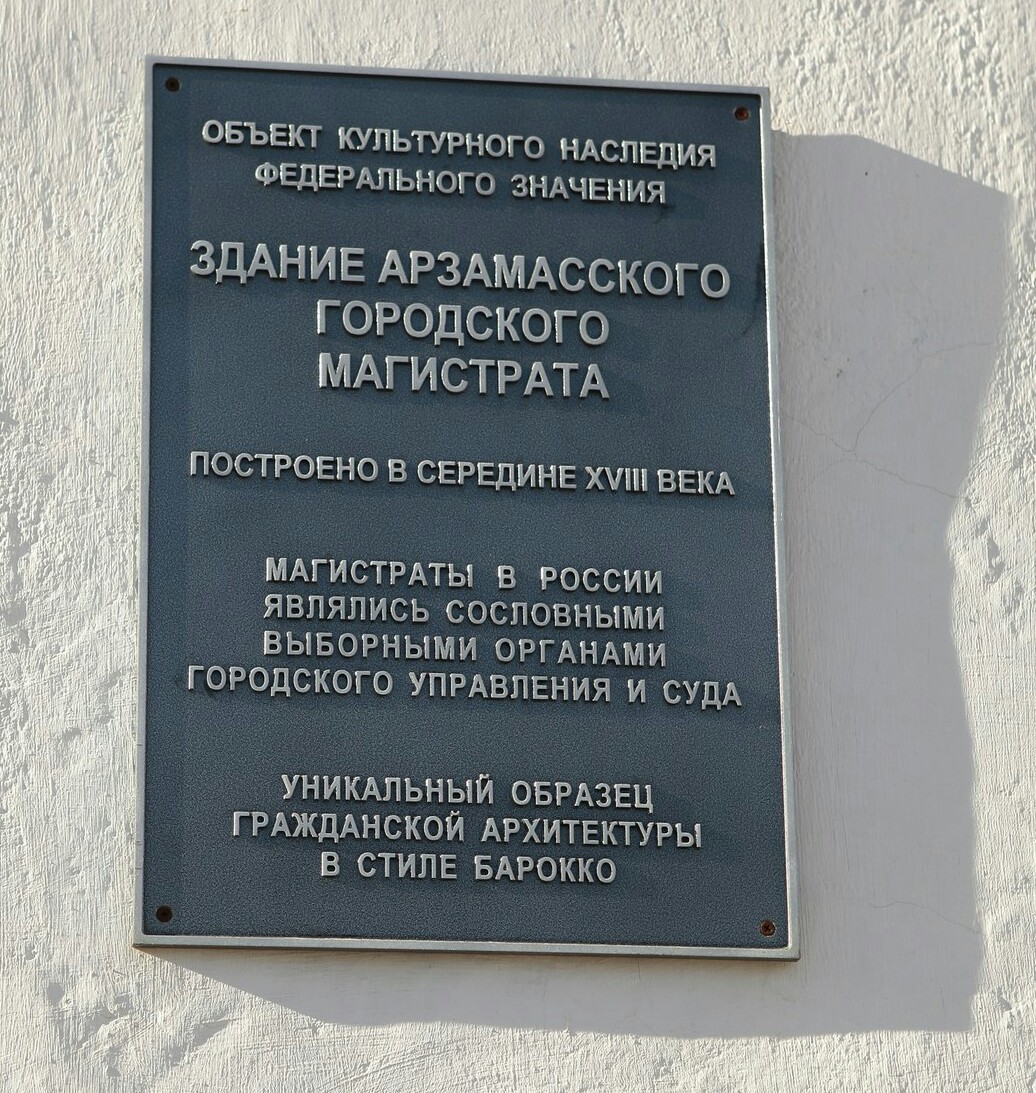 ОБЪЕКТ КУЛЬТУРНОГО НАСЛЕДИЯ
ФЕДЕРАЛЬНОГО ЗНАЧЕНИЯ
ЗДАНИЕ АРЗАМАССКОГО
ГОРОДСКОГО
МАГИСТРАТА
ПОСТРОЕНО В СЕРЕДИНЕ XVIII ВЕКА
МАГИСТРАТЫ В РОССИИ
ЯВЛЯЛИСЬ СОСЛОВНЫМИ
ВЫБОРНЫМИ ОРГАНАМИ
ГОРОДСКОГО УПРАВЛЕНИЯ И СУДА
УНИКАЛЬНЫЙ ОБРАЗЕЦ
ГРАЖДАНСКОЙ АРХИТЕКТУРЫ
В СТИЛЕ БАРОККО